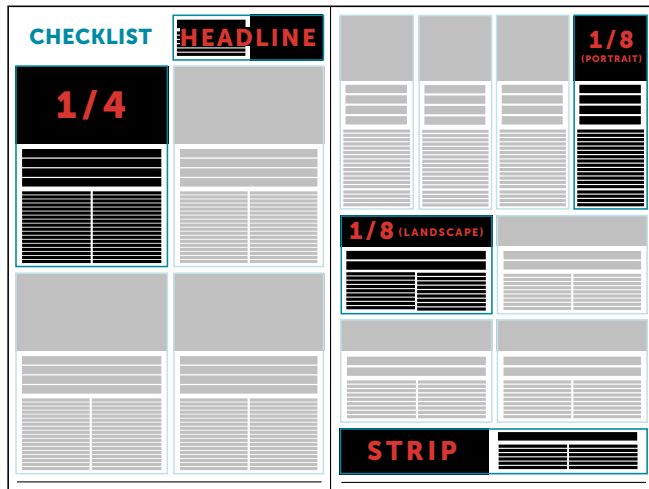 CHECKLIST
HEADLINE
1/4
1/8
(PORTRAIT)
1/8 (LANDSCAPE)
STRIP